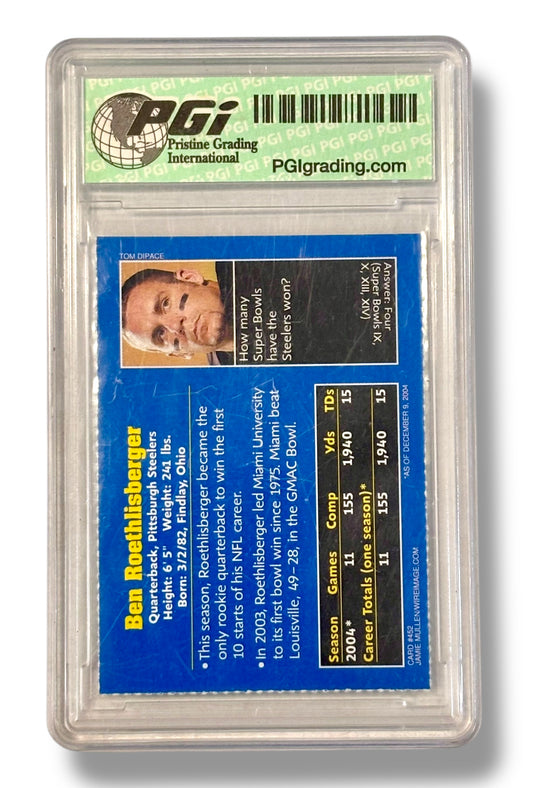 PGi
Pristine Grading
International
PGIgrading.com
Ben Roethlisberger
Quarterback, Pittsburgh Steelers
Height: 6' 5" Weight: 241 lbs.
Born: 3/2/82, Findlay, Ohio
• This season, Roethlisberger became the
only rookie quarterback to win the first
10 starts of his NFL career.
• In 2003, Roethlisberger led Miami University
to its first bowl win since 1975. Miami beat
Louisville, 49–28, in the GMAC Bowl.
Season Games Comp Yds TDs
2004* 11 155 1,940 15
Career Totals (one season)*
11 155 1,940 15
CARD #452
JAMIE MULLEN/WIREIMAGE.COM
*AS OF DECEMBER 9, 2004
TOM DIPACE
How many
Super Bowls
have the
Steelers won?
Answer: Four
(Super Bowls IX,
X, XIII, XIV)